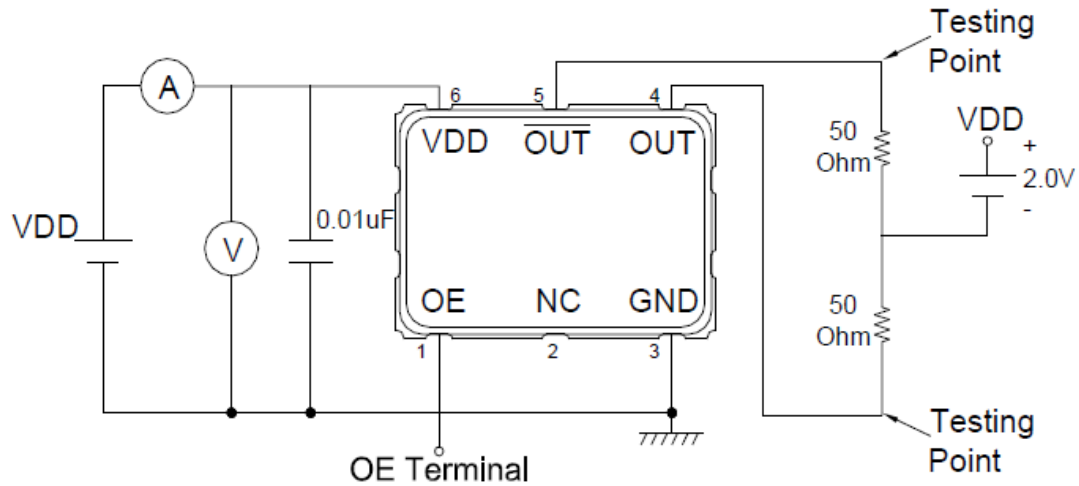 Testing
Point
A
6
5
4
VDD
O̅U̅T̅
OUT
50
Ohm
VDD
+
2.0V
-
VDD
V
0.01uF
OE
NC
GND
50
Ohm
1
2
3
OE Terminal
Testing
Point